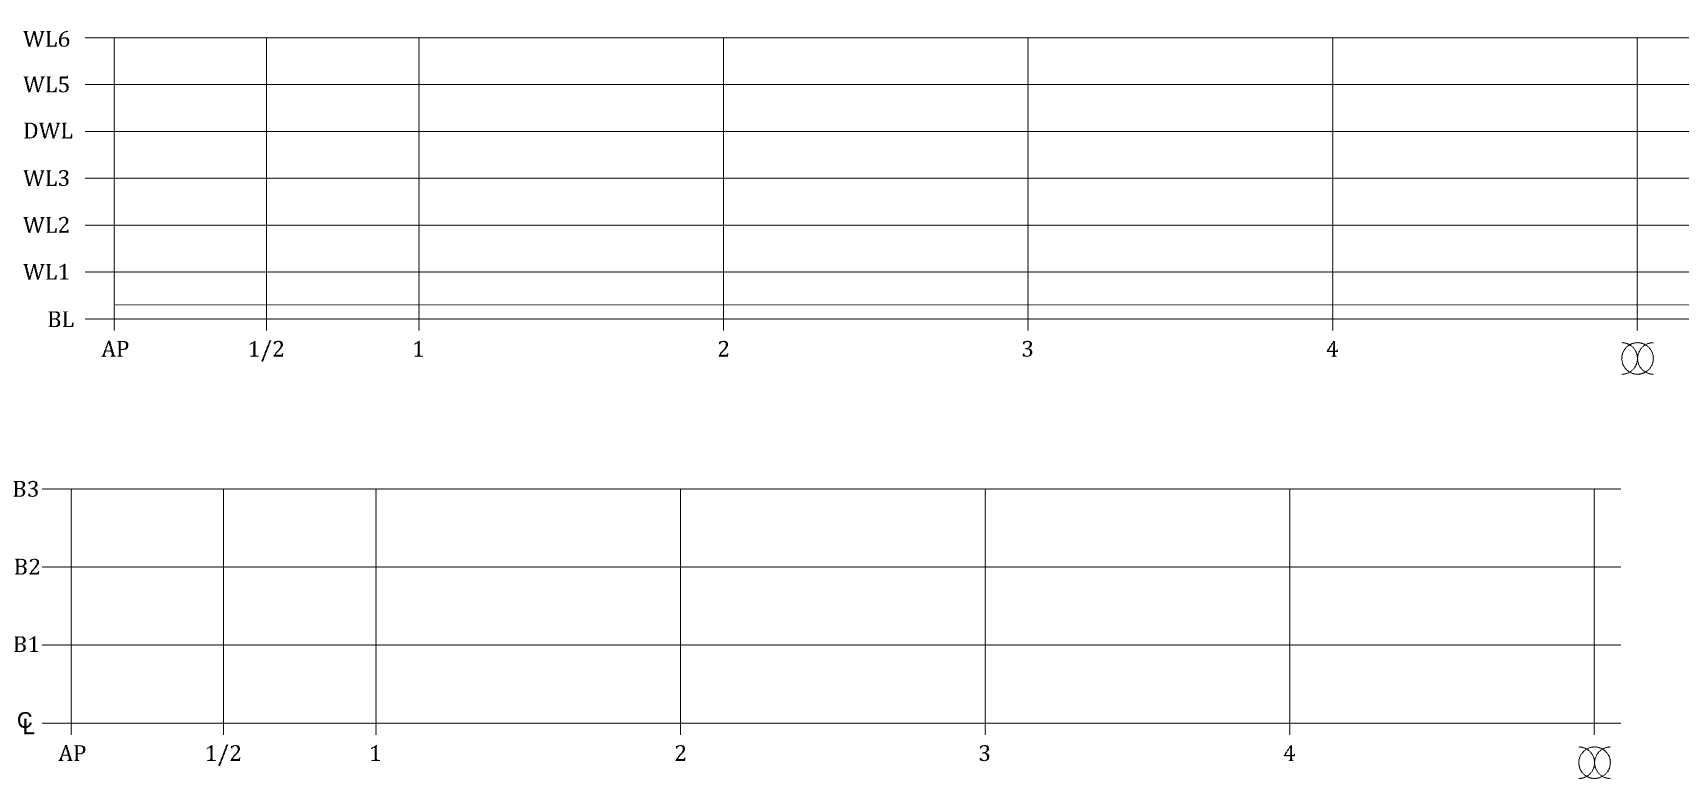 WL6
WL5
DWL
WL3
WL2
WL1
BL
AP 1/2 1 2 3 4
B3
B2
B1
℄
AP 1/2 1 2 3 4